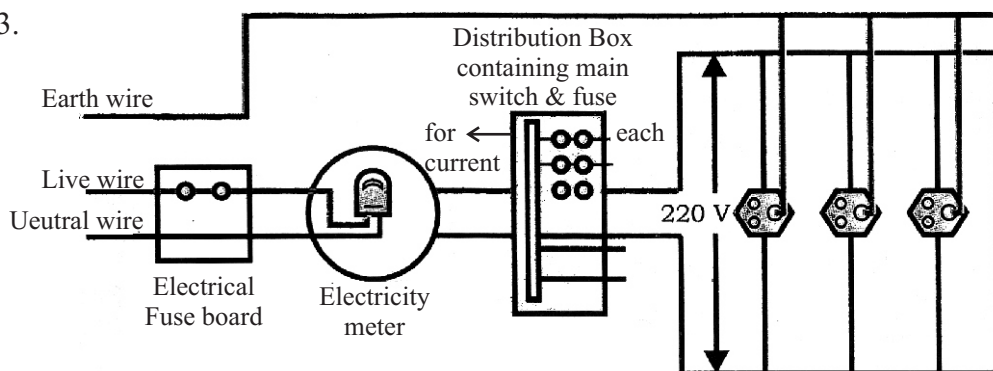 3.
Distribution Box
containing main
switch & fuse
Earth wire
for each
current
Live wire
220 V
Ueutral wire
Electrical
Fuse board
Electricity
meter